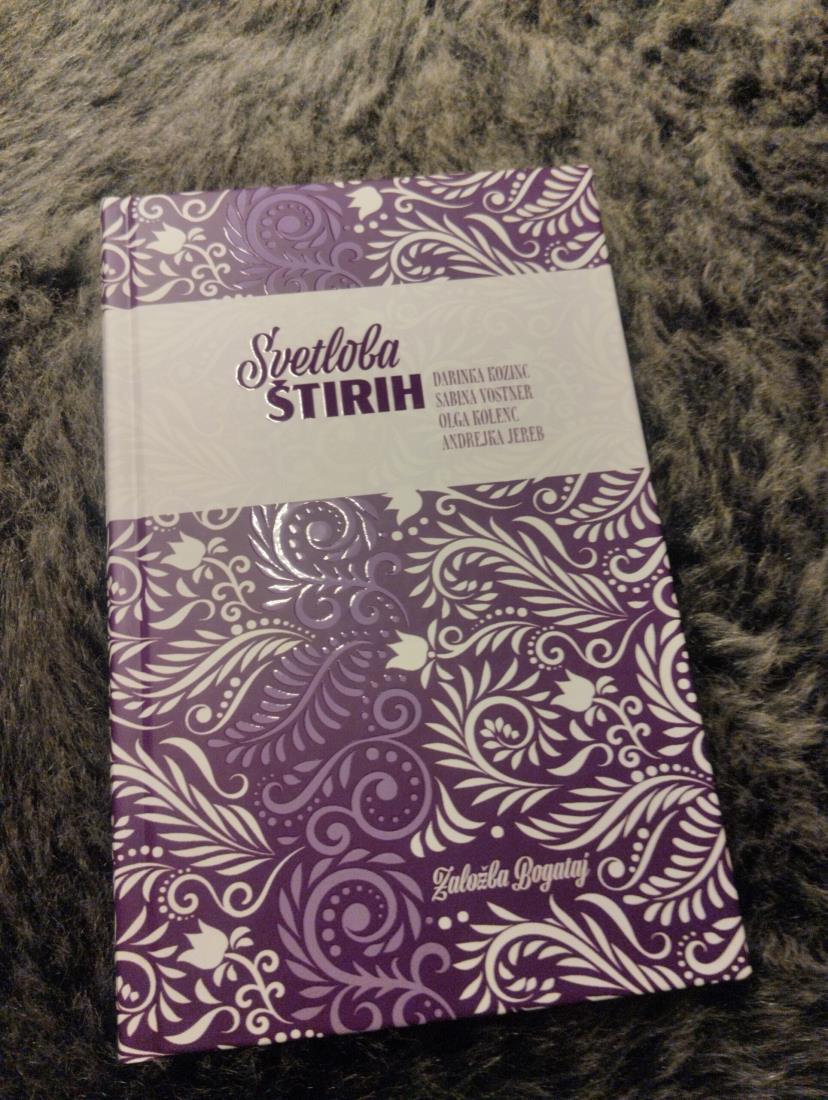 Svetloba
ŠTIRIH
DARINKA KOZINC
SABINA VOSTNER
OLGA KOLENC
ANDREJKA JEREB
Založba Bogataj